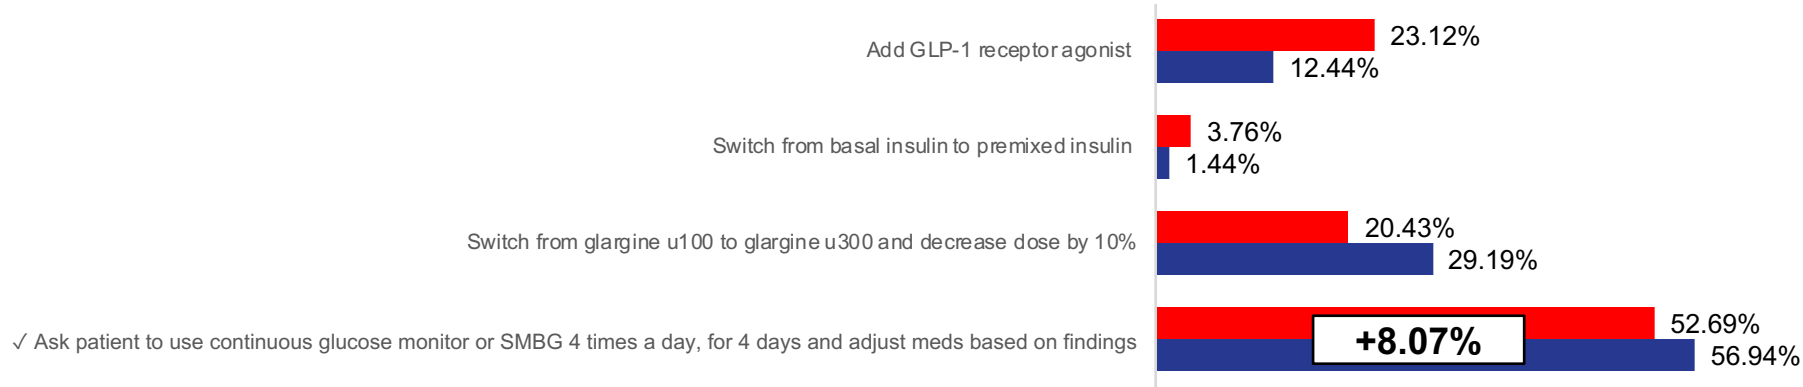 Add GLP-1 receptor agonist
23.12%
12.44%
Switch from basal insulin to premixed insulin
3.76%
1.44%
Switch from glargine u100 to glargine u300 and decrease dose by 10%
20.43%
29.19%
✓ Ask patient to use continuous glucose monitor or SMBG 4 times a day, for 4 days and adjust meds based on findings
52.69%
+8.07%
56.94%